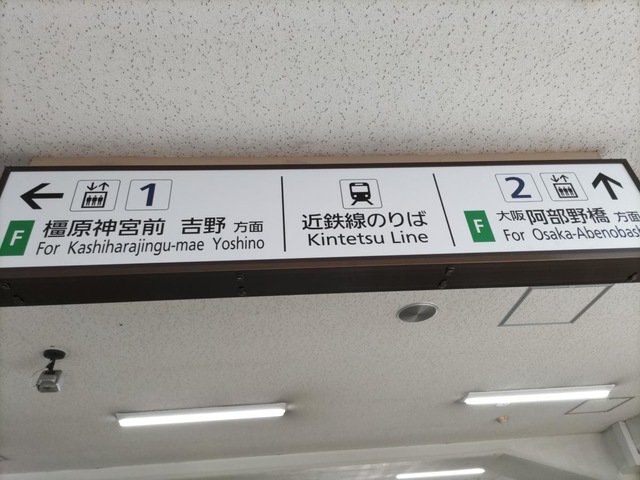 1
F 橿原神宮前 吉野 方面
For Kashiharajingu-mae Yoshino
近鉄線のりば
Kintetsu Line
2
F 大阪阿部野橋 方面
For Osaka-Abenobash